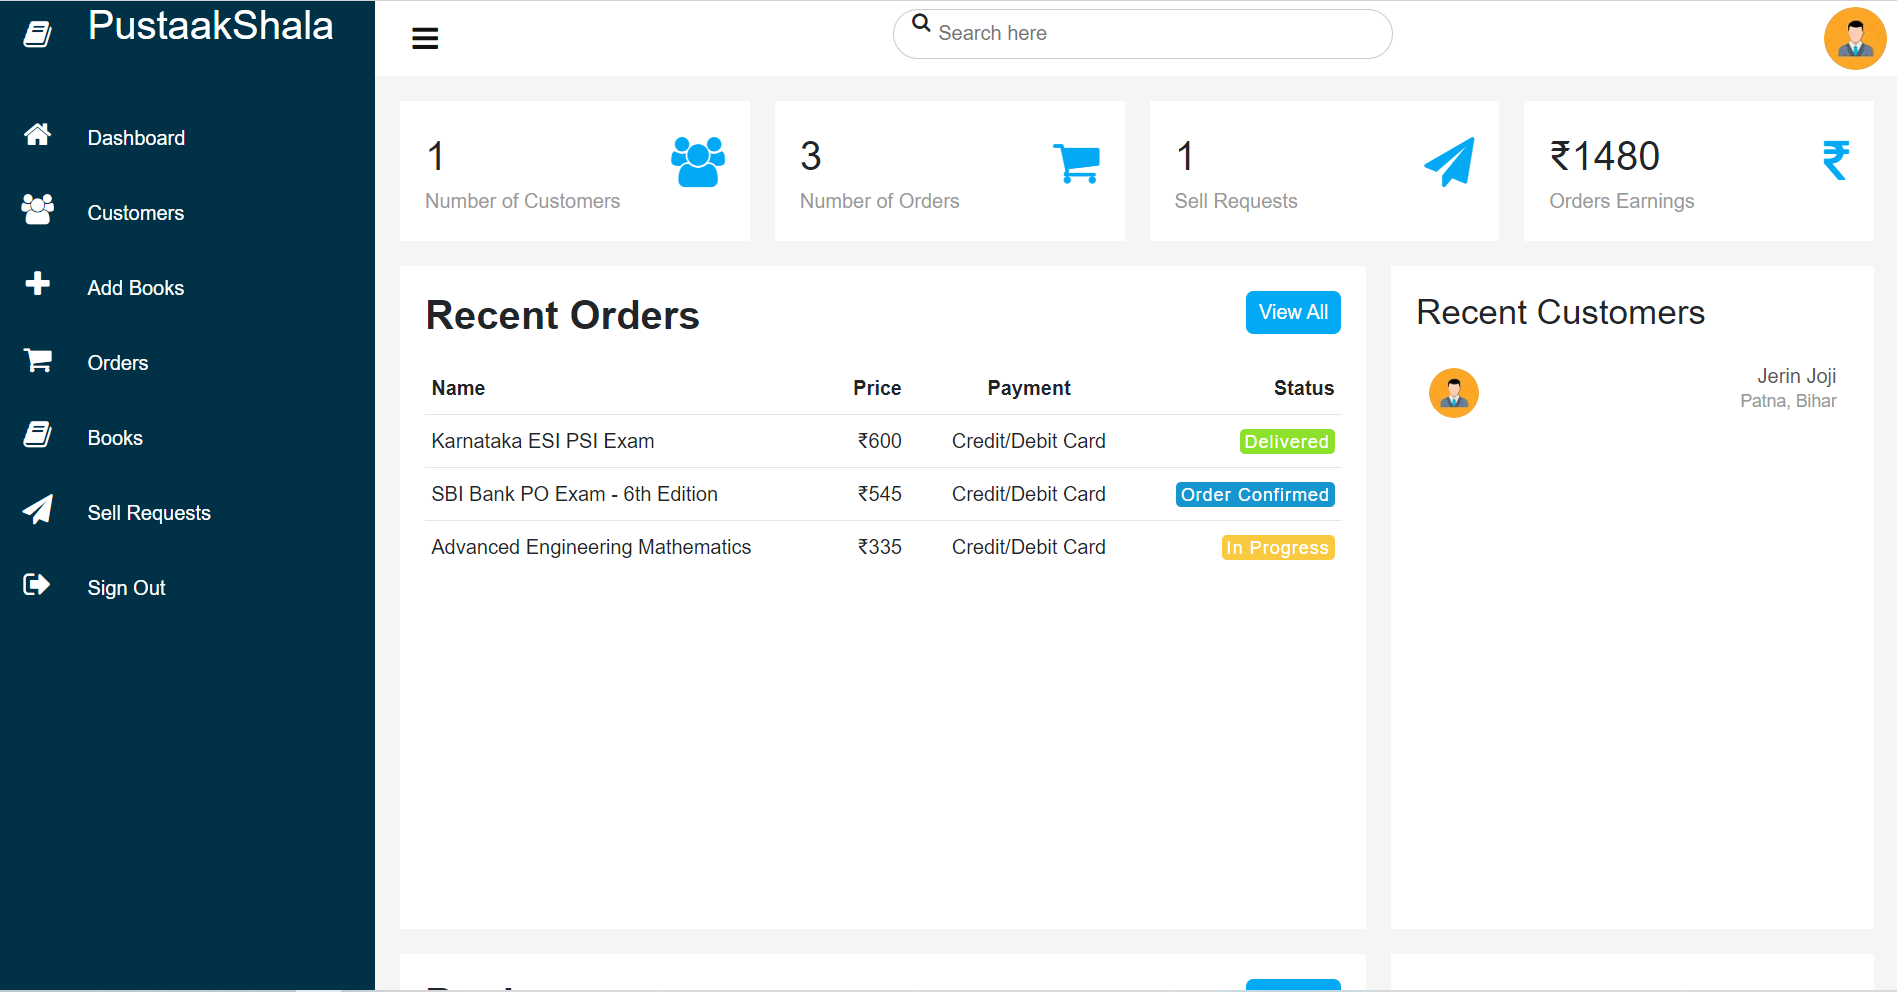 PustaakShala
Dashboard
Customers
Add Books
Orders
Books
Sell Requests
Sign Out
Search here
1
Number of Customers
3
Number of Orders
1
Sell Requests
₹1480
Orders Earnings
Recent Orders
View All
Name Price Payment Status
Karnataka ESI PSI Exam ₹600 Credit/Debit Card Delivered
SBI Bank PO Exam - 6th Edition ₹545 Credit/Debit Card Order Confirmed
Advanced Engineering Mathematics ₹335 Credit/Debit Card In Progress
Recent Customers
Jerin Joji
Patna, Bihar